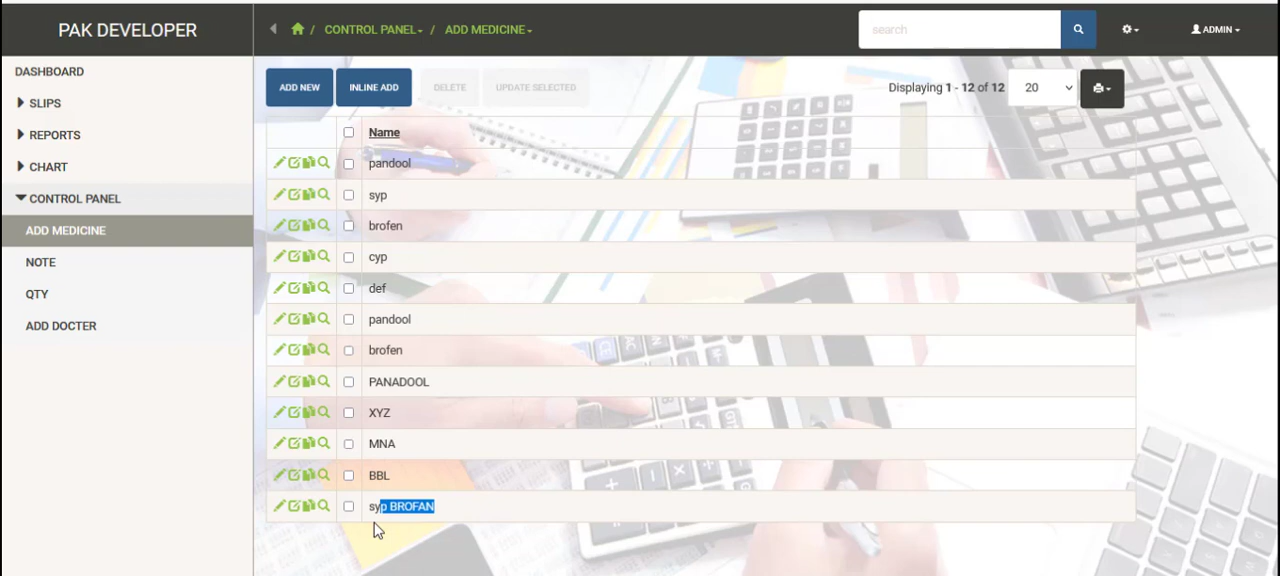 PAK DEVELOPER
/ CONTROL PANEL / ADD MEDICINE
search
ADMIN
DASHBOARD
SLIPS
REPORTS
CHART
CONTROL PANEL
ADD MEDICINE
NOTE
QTY
ADD DOCTER
ADD NEW
INLINE ADD
DELETE
UPDATE SELECTED
Displaying 1 - 12 of 12
20
Name
pandool
syp
brofen
cyp
def
pandool
brofen
PANADOOL
XYZ
MNA
BBL
syp BROFAN